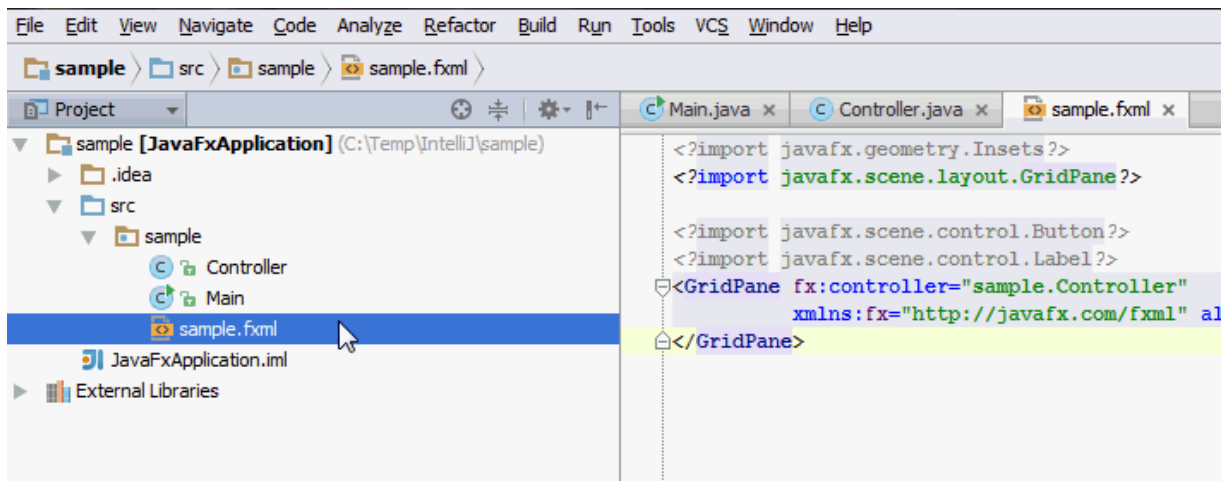 File Edit View Navigate Code Analyze Refactor Build Run Tools VCS Window Help
sample src sample sample.fxml
Project
Main.java Controller.java sample.fxml
sample [JavaFxApplication] (C:\Temp\IntelliJ\sample)
.idea
src
sample
Controller
Main
sample.fxml
JavaFxApplication.iml
External Libraries
<?import javafx.geometry.Insets?>
<?import javafx.scene.layout.GridPane?>
<?import javafx.scene.control.Button?>
<?import javafx.scene.control.Label?>
<GridPane fx:controller="sample.Controller"
xmlns:fx="http://javafx.com/fxml" al
</GridPane>